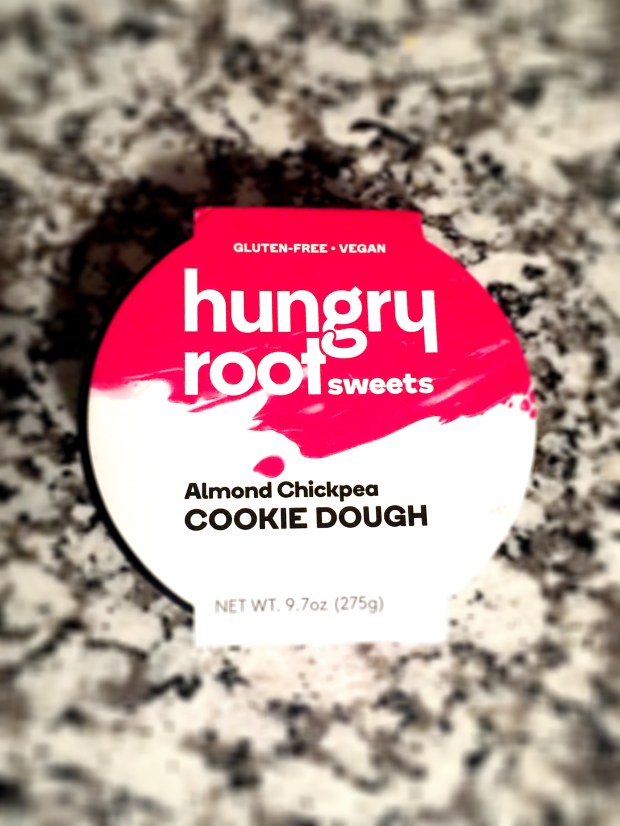 GLUTEN-FREE • VEGAN
hungry
root sweets
Almond Chickpea
COOKIE DOUGH
NET WT. 9.7oz (275g)